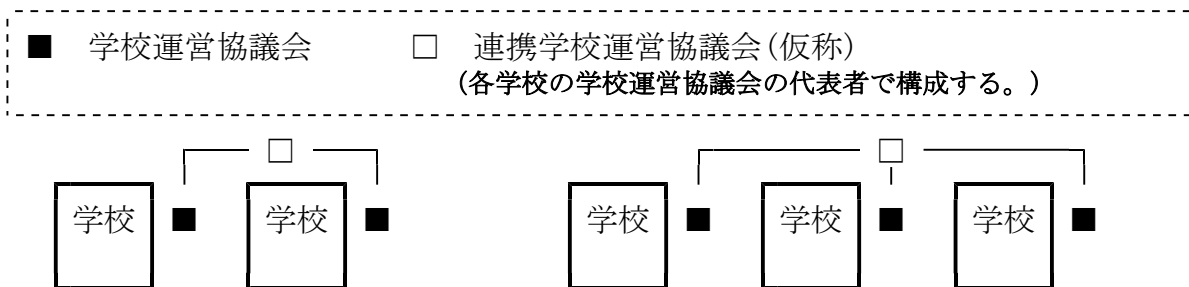 ■ 学校運営協議会 □ 連携学校運営協議会(仮称)
(各学校の学校運営協議会の代表者で構成する。)
□ □
学校 ■ 学校 ■ 学校 ■ 学校 ■ 学校 ■